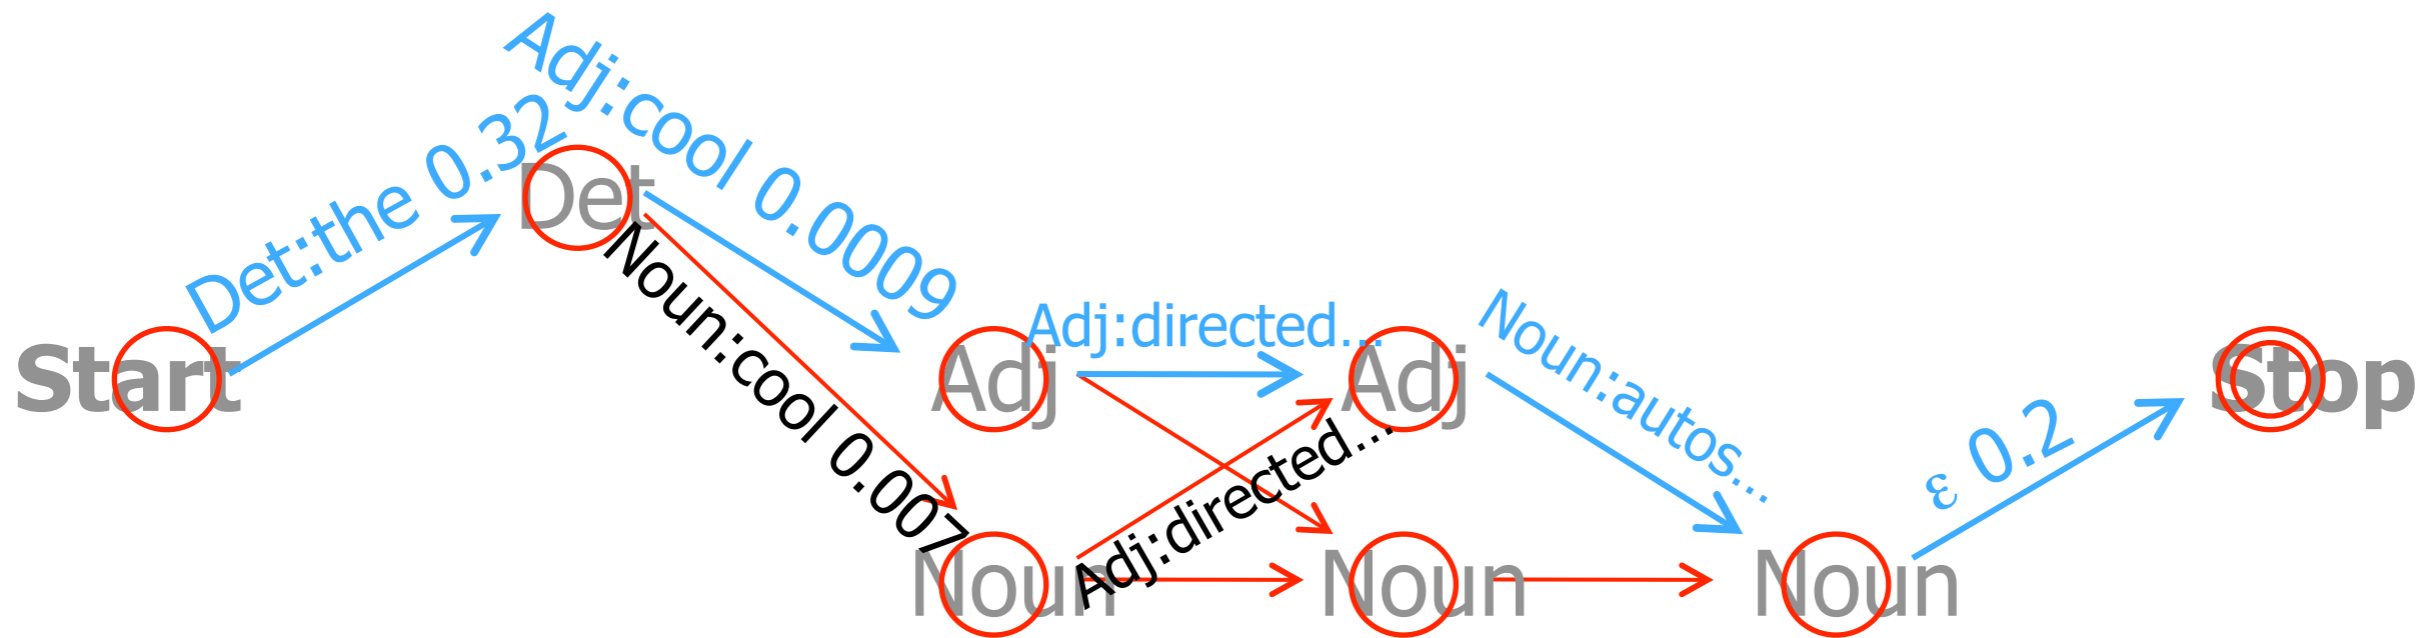 Adj:cool 0.0009
Det:the 0.32
Det
Noun:cool 0.007
Start
Adj
Adj:directed...
Adj
Noun:autos...
Stop
Adj:directed...
ε 0.2
Noun
Noun
Noun